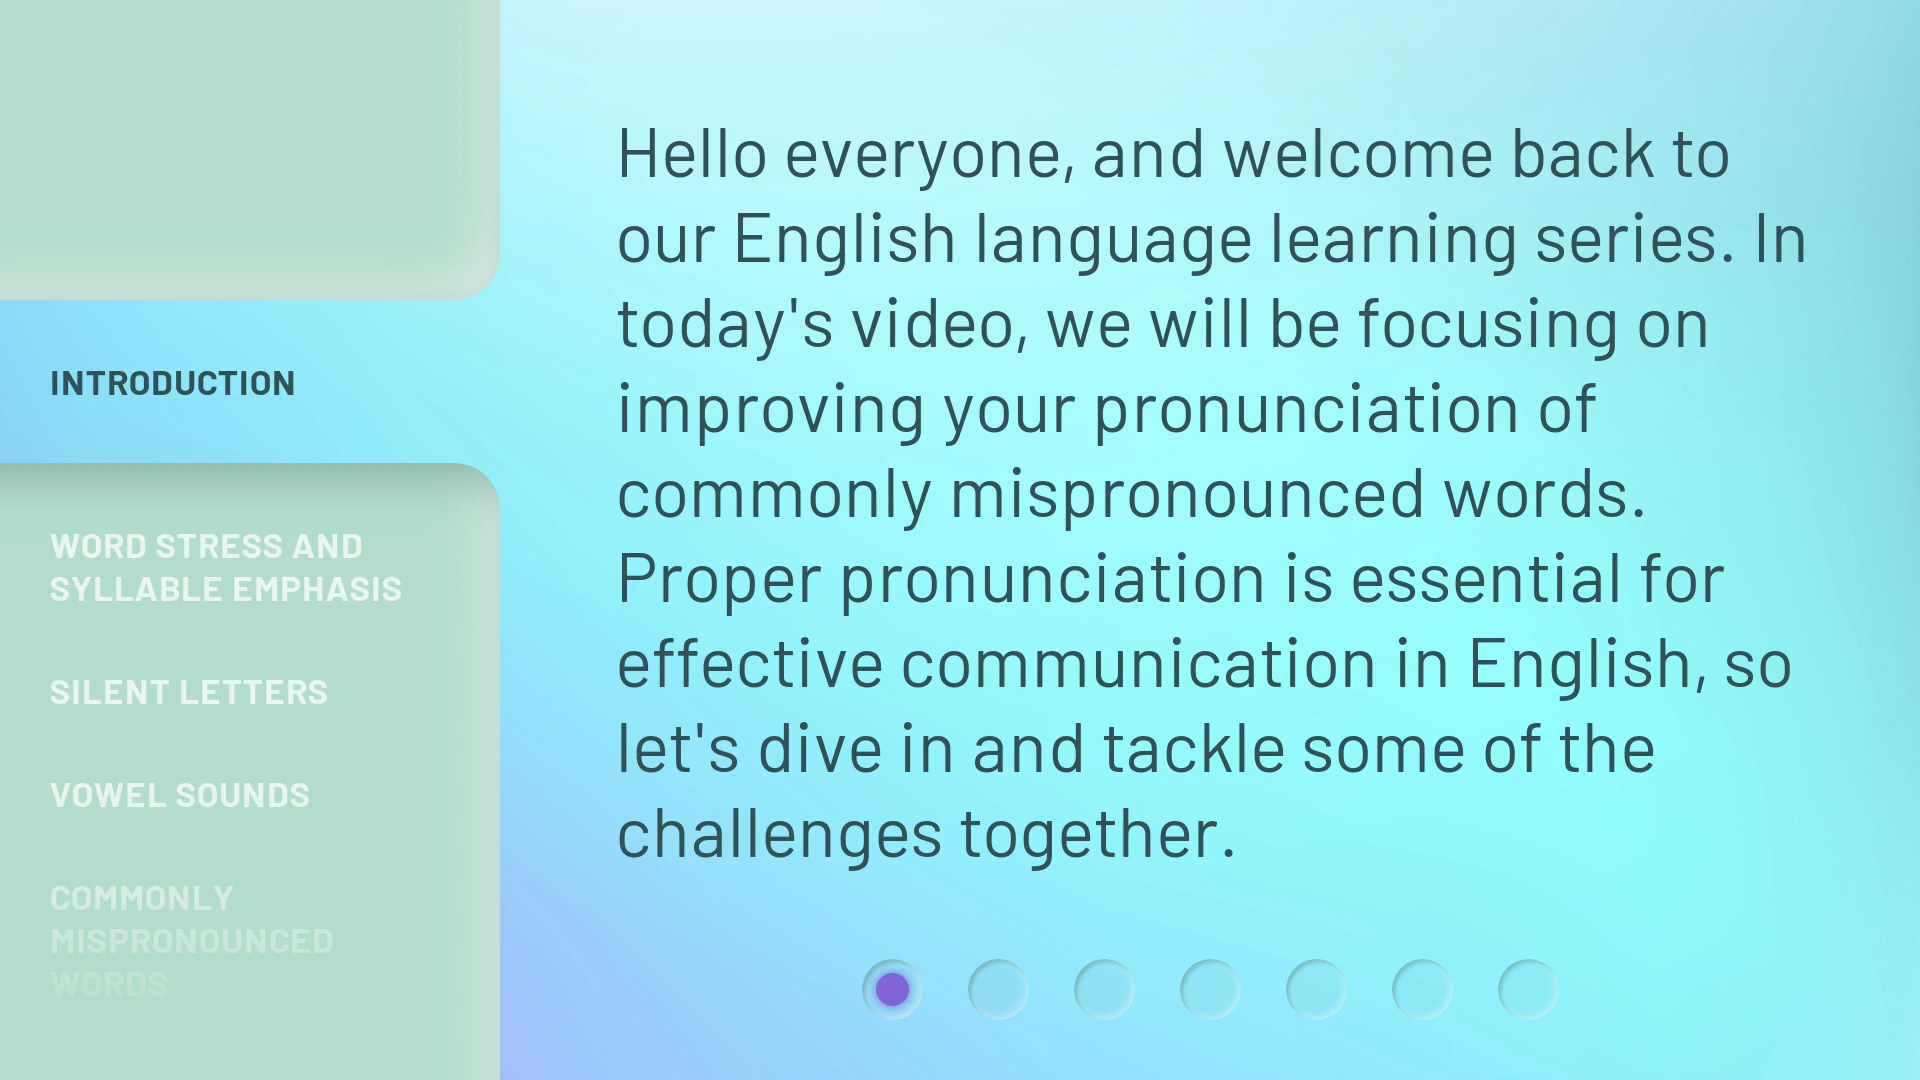 INTRODUCTION
WORD STRESS AND
SYLLABLE EMPHASIS
SILENT LETTERS
VOWEL SOUNDS
COMMONLY
MISPRONOUNCED
WORDS
Hello everyone, and welcome back to
our English language learning series. In
today's video, we will be focusing on
improving your pronunciation of
commonly mispronounced words.
Proper pronunciation is essential for
effective communication in English, so
let's dive in and tackle some of the
challenges together.